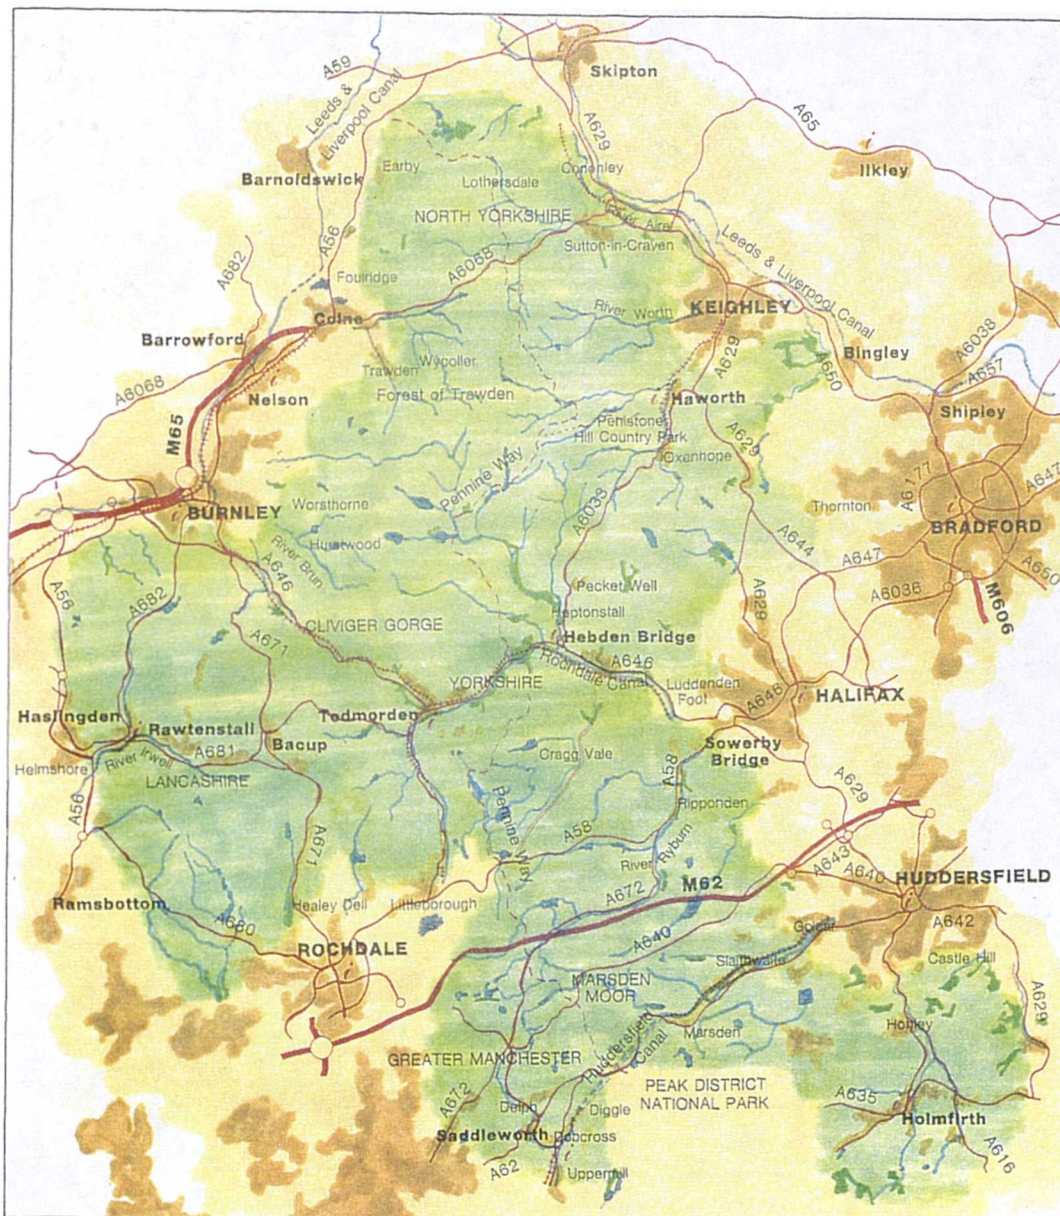 Skipton
A59
Leeds &
Liverpool Canal
A629
A65
Ilkley
Barnoldswick
Earby
Cononley
Lothersdale
NORTH YORKSHIRE
River Aire
Sutton-in-Craven
A56
A682
Foulridge
A6068
Leeds & Liverpool Canal
River Worth
KEIGHLEY
Colne
Barrowford
Wycoller
Trawden
Forest of Trawden
A6068
Nelson
M65
A629
Bingley
A650
A6038
A657
Shipley
Haworth
Penistone
Hill Country Park
Oxenhope
A629
Pennine Way
Worsthorne
BURNLEY
Hurstwood
River Brun
A646
A6038
Thornton
A6177
A647
BRADFORD
A644
A647
A650
A6036
M606
Pecket Well
Heptonstall
A629
A56
A682
A671
CLIVIGER GORGE
Hebden Bridge
A646
Rochdale Canal
YORKSHIRE
Luddenden
Foot
A646
HALIFAX
Haslingden
Rawtenstall
Todmorden
Bacup
A681
Helmshore
River Irwell
LANCASHIRE
Cragg Vale
Sowerby
Bridge
A58
Ripponden
A629
A56
A671
Pennine Way
A58
River Ryburn
A643
A640
M62
A672
HUDDERSFIELD
Ramsbottom
Healey Dell
Littleborough
A680
ROCHDALE
A640
Golcar
A642
Slaithwaite
Castle Hill
MARSDEN
MOOR
Marsden
Honley
A629
GREATER MANCHESTER
Huddersfield
Canal
PEAK DISTRICT
NATIONAL PARK
A672
Delph
Diggle
A635
Holmfirth
Saddleworth
Dobcross
A62
Uppermill
A616